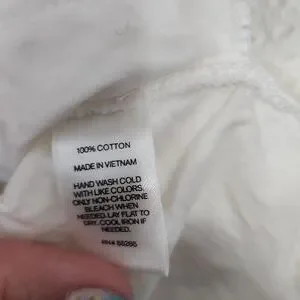 100% COTTON
MADE IN VIETNAM
HAND WASH COLD
WITH LIKE COLORS.
ONLY NON-CHLORINE
BLEACH WHEN
NEEDED. LAY FLAT TO
DRY. COOL IRON IF
NEEDED.